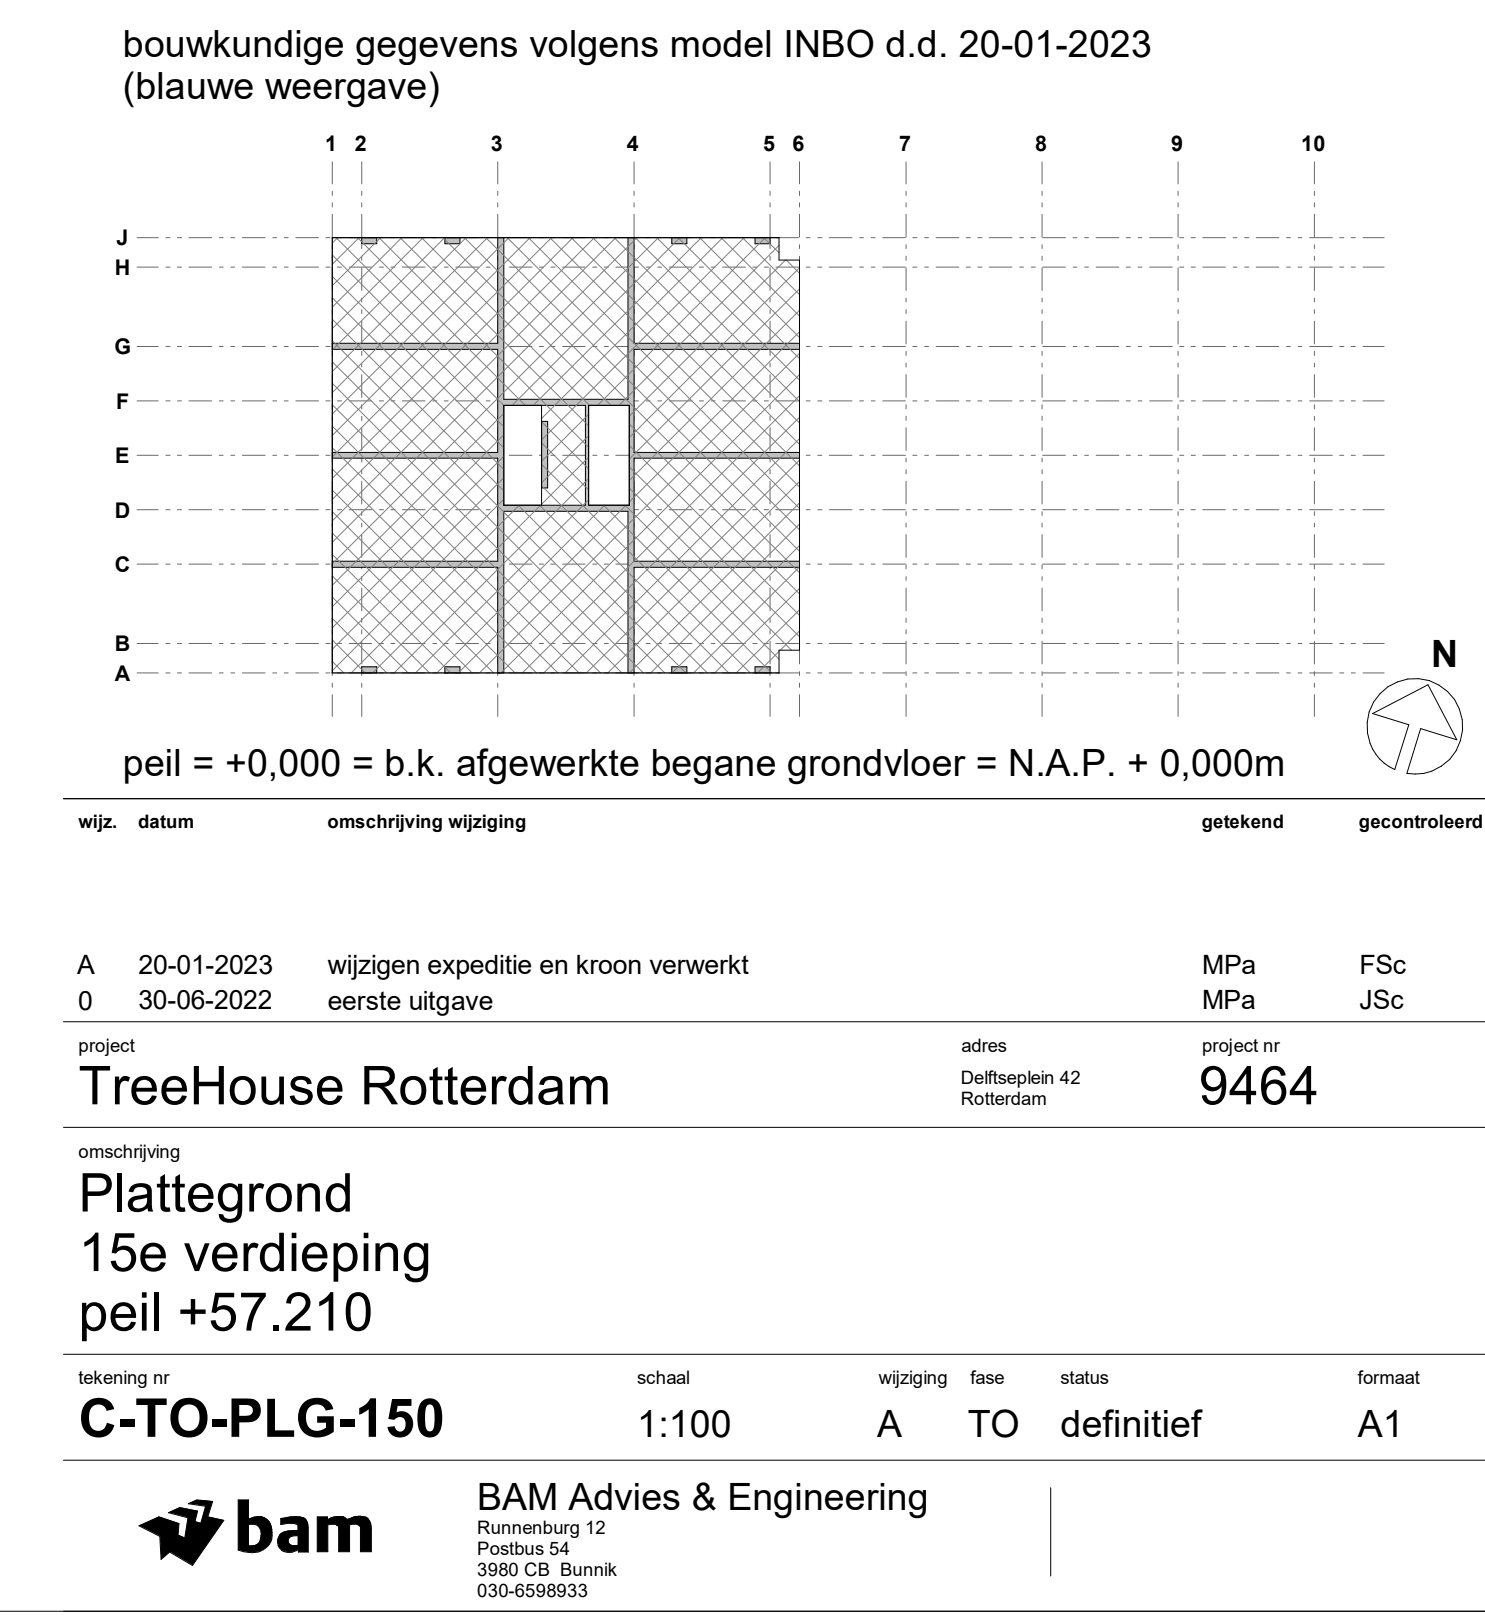 bouwkundige gegevens volgens model INBO d.d. 20-01-2023
(blauwe weergave)
1 2 3 4 5 6 7 8 9 10
J
H
G
F
E
D
C
B
A
N
peil = +0,000 = b.k. afgewerkte begane grondvloer = N.A.P. + 0,000m
wijz. datum omschrijving wijziging getekend gecontroleerd
A 20-01-2023 wijzigen expeditie en kroon verwerkt MPa FSc
0 30-06-2022 eerste uitgave MPa JSc
project adres project nr
TreeHouse Rotterdam Delftseplein 42 9464
Rotterdam
omschrijving
Plattegrond
15e verdieping
peil +57.210
tekening nr schaal wijziging fase status formaat
C-TO-PLG-150 1:100 A TO definitief A1
bam
BAM Advies & Engineering
Runnenburg 12
Postbus 54
3980 CB Bunnik
030-6598933